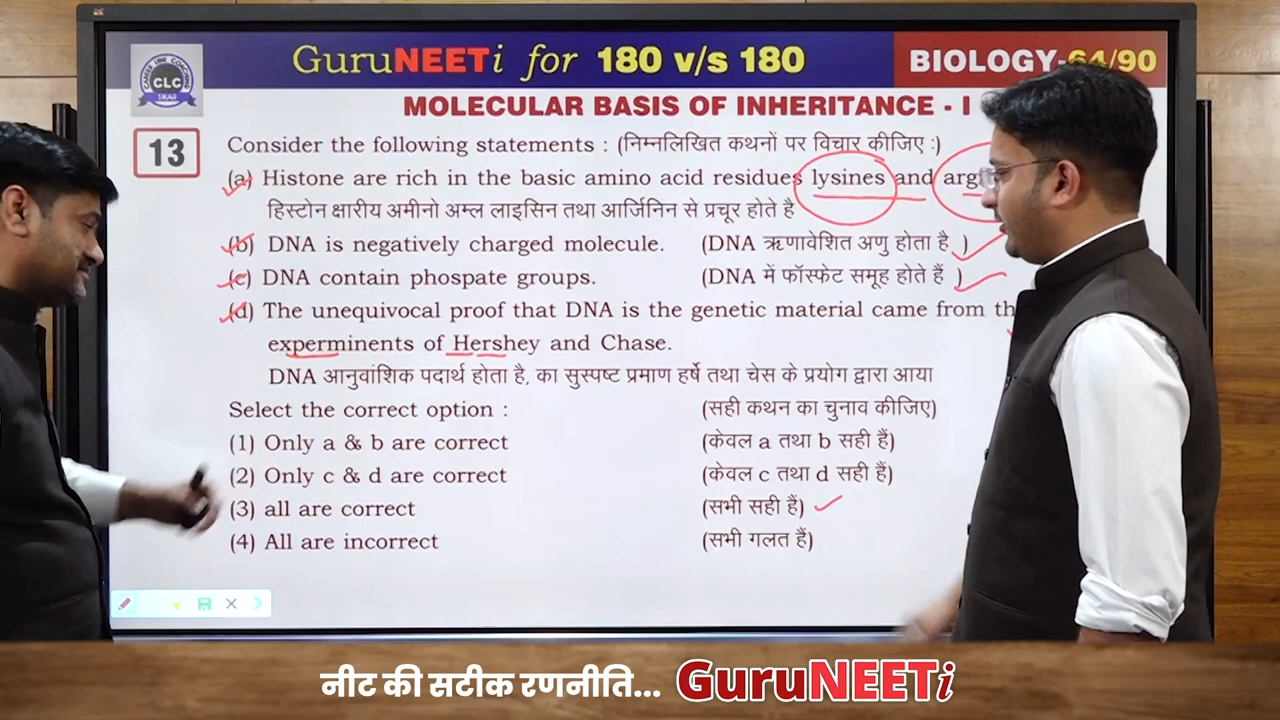 GuruNEETi for 180 v/s 180
BIOLOGY-64/90
CLC
SIKAR
MOLECULAR BASIS OF INHERITANCE - I
13
Consider the following statements : (निम्नलिखित कथनों पर विचार कीजिए :)
(a) Histone are rich in the basic amino acid residues lysines and
हिस्टोन क्षारीय अमीनो अम्ल लाइसिन तथा आर्जिनिन से प्रचूर होते है
(b) DNA is negatively charged molecule. (DNA ऋणावेशित अणु होता है )
(c) DNA contain phospate groups. (DNA में फॉस्फेट समूह होते हैं )
(d) The unequivocal proof that DNA is the genetic material came from
experminents of Hershey and Chase.
DNA आनुवांशिक पदार्थ होता है, का सुस्पष्ट प्रमाण हर्षे तथा चेस के प्रयोग द्वारा आया
Select the correct option : (सही कथन का चुनाव कीजिए)
(1) Only a & b are correct (केवल a तथा b सही हैं)
(2) Only c & d are correct (केवल c तथा d सही हैं)
(3) all are correct (सभी सही हैं)
(4) All are incorrect (सभी गलत हैं)
नीट की सटीक रणनीति... GuruNEETi